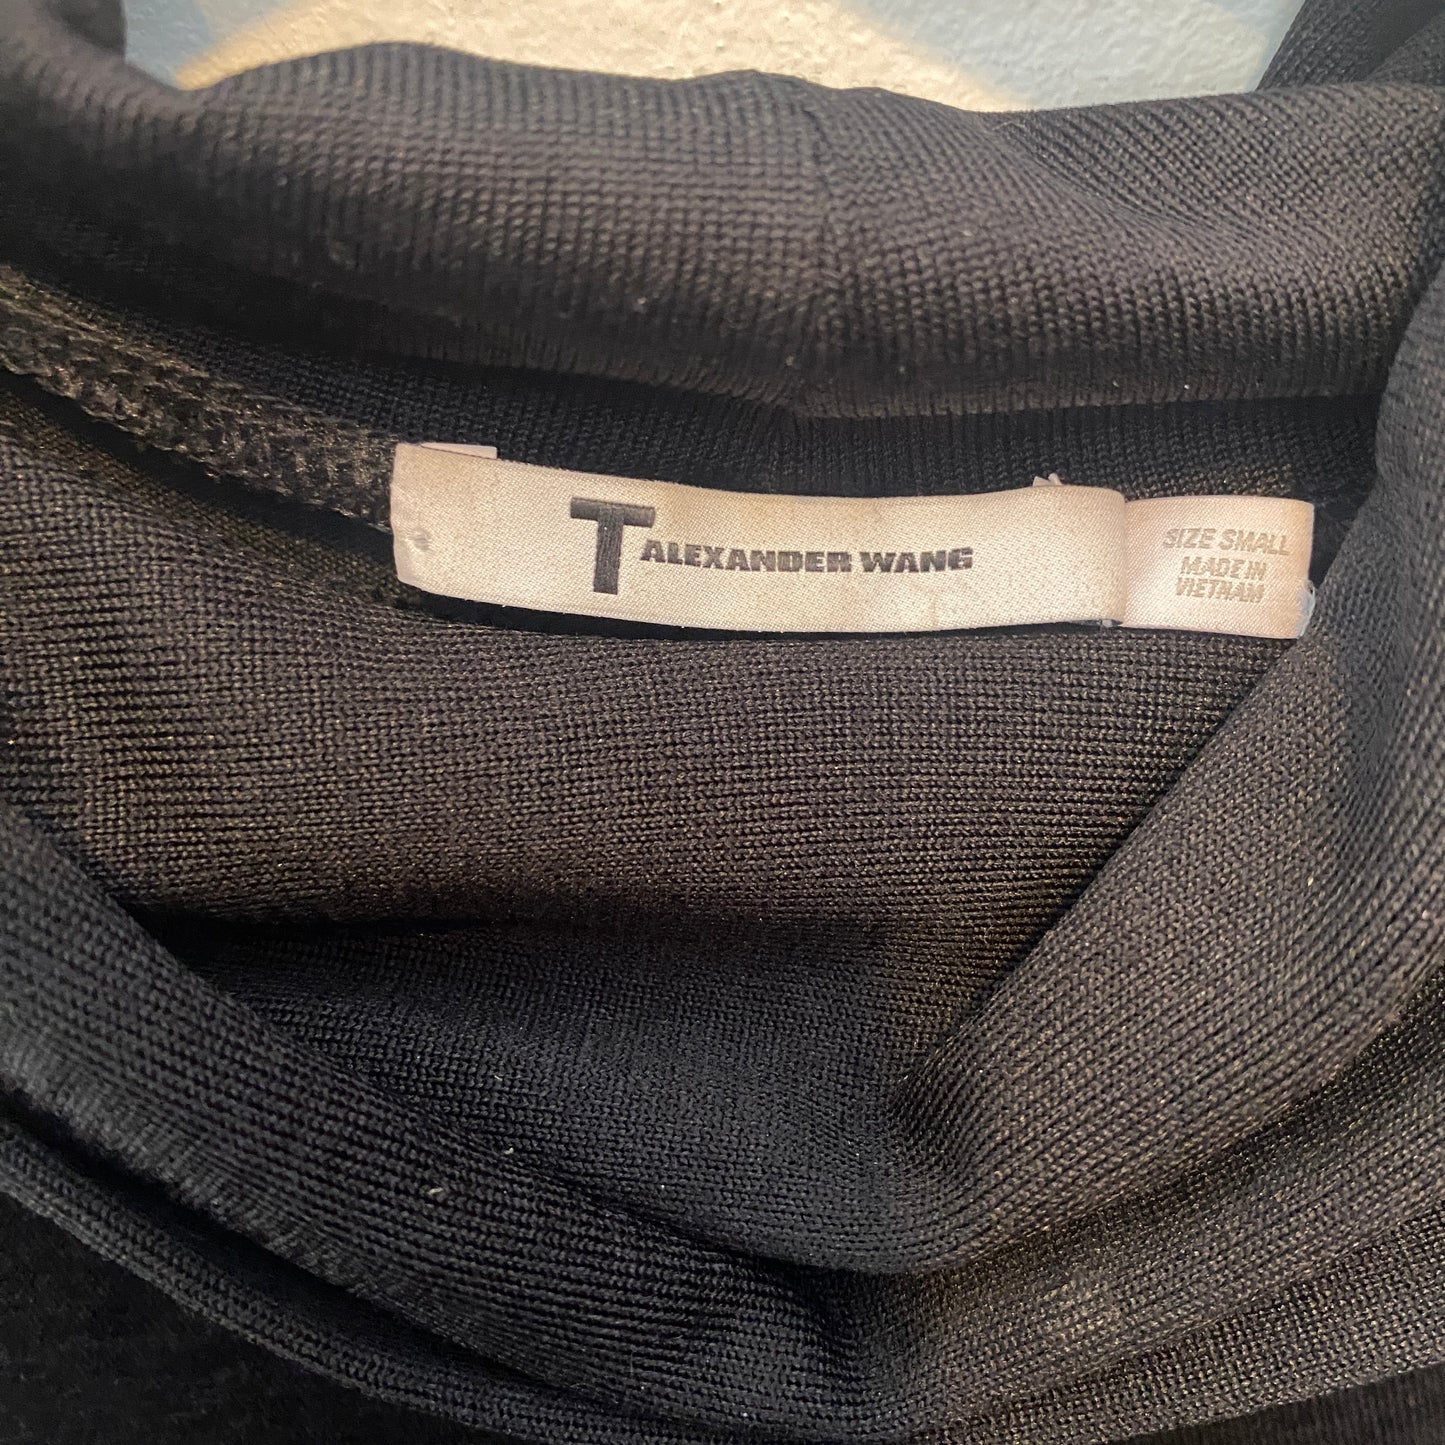 T ALEXANDER WANG
SIZE SMALL
MADE IN
VIETNAM